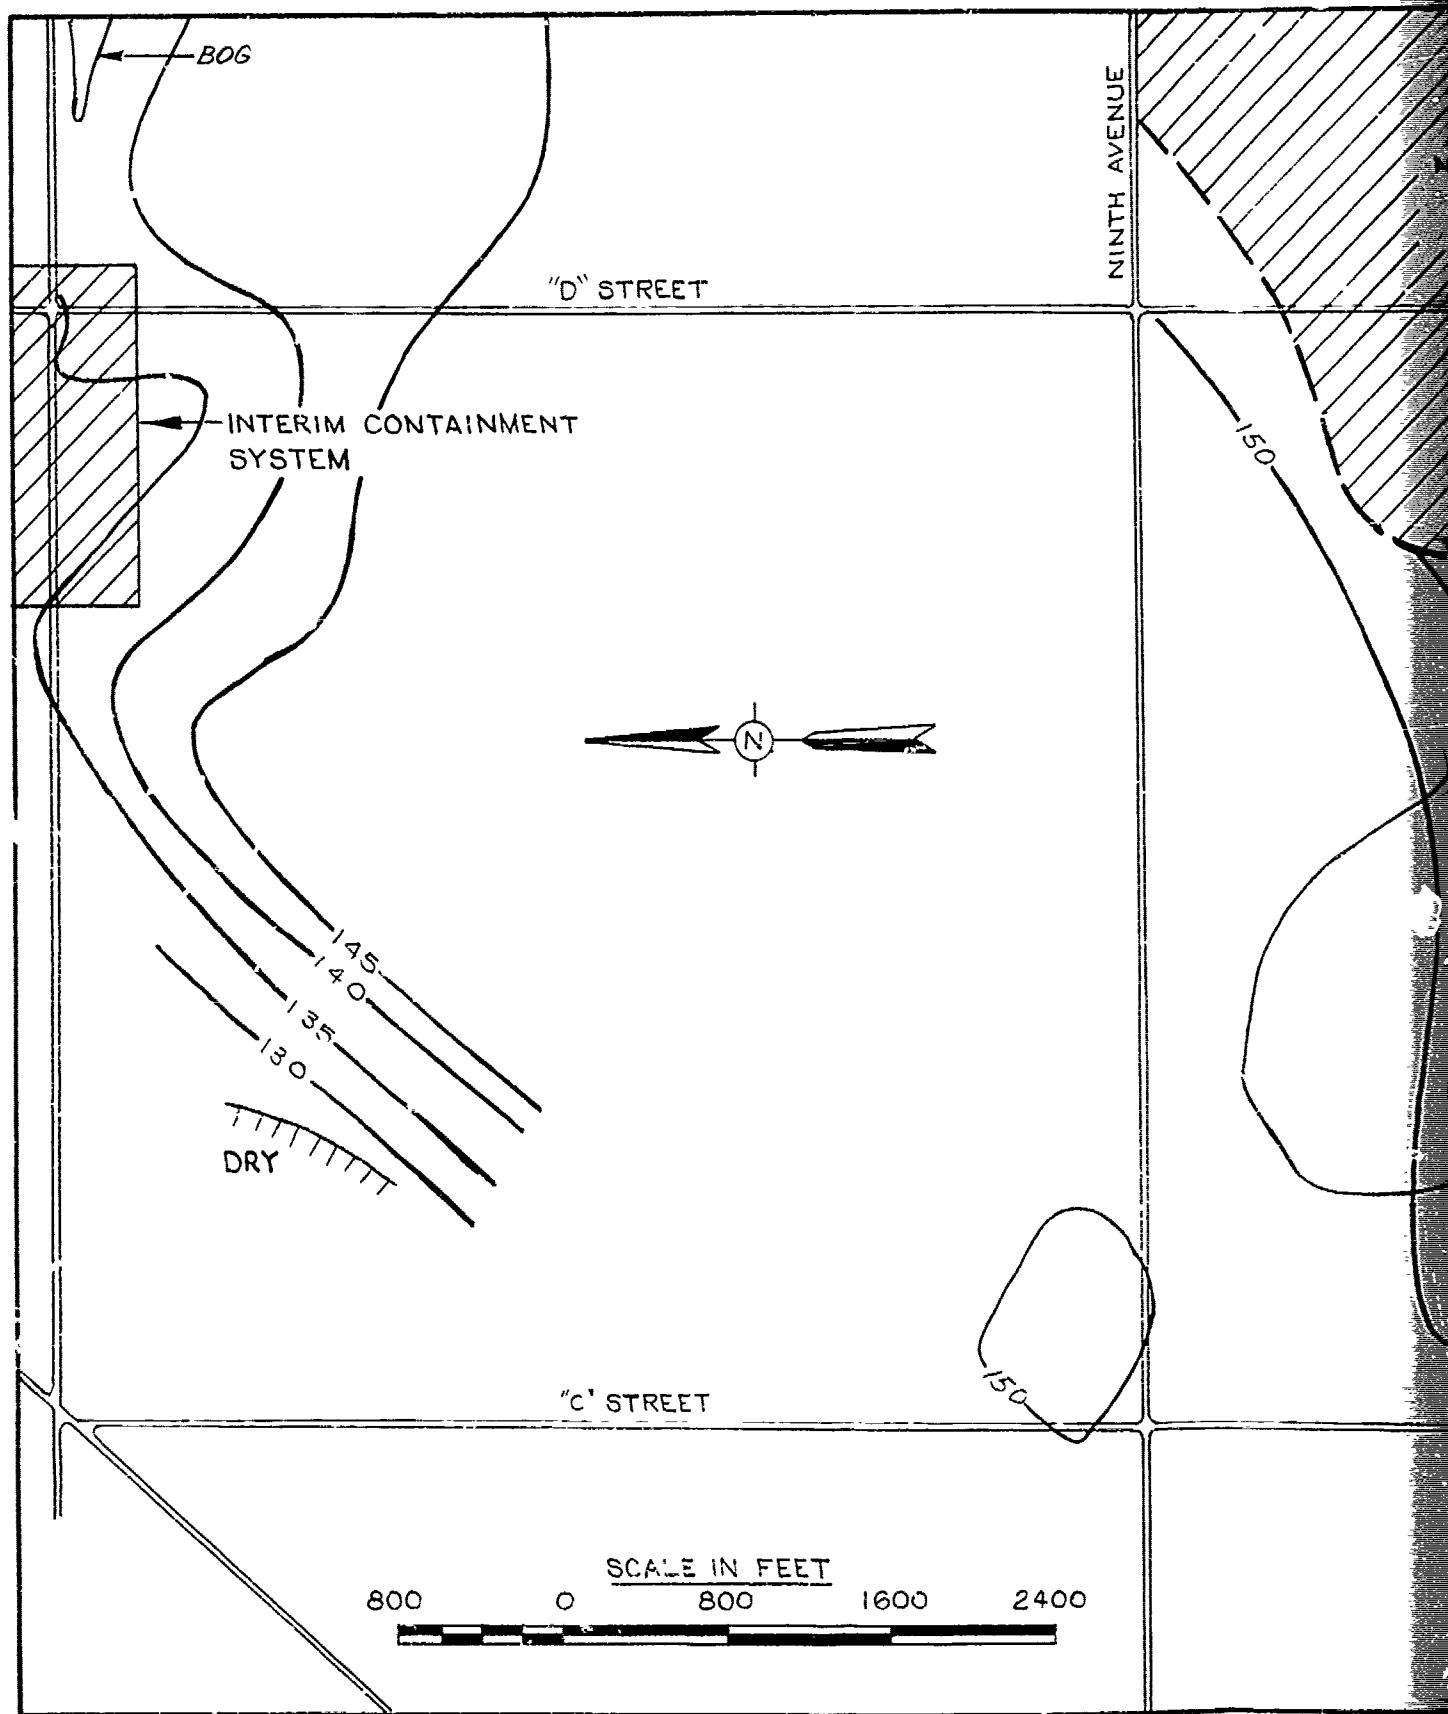 BOG
NINTH AVENUE
"D" STREET
INTERIM CONTAINMENT
SYSTEM
150
N
145
140
135
130
DRY
150
"C' STREET
SCALE IN FEET
800 0 800 1600 2400